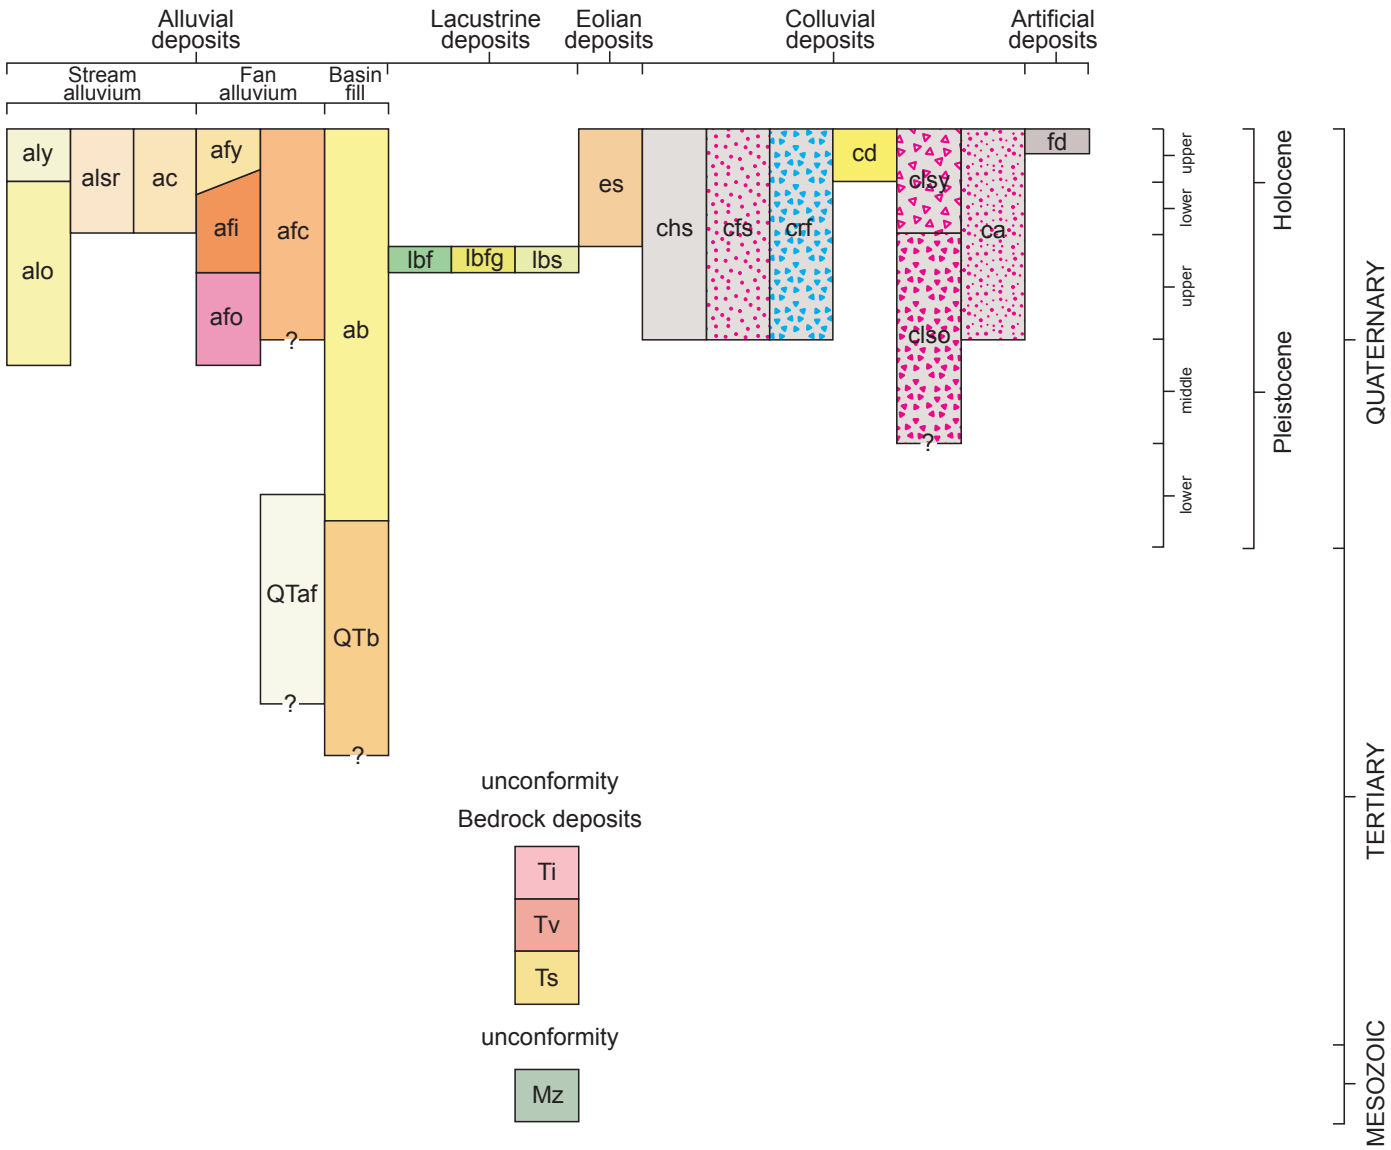 Alluvial
deposits
Lacustrine
deposits
Eolian
deposits
Colluvial
deposits
Artificial
deposits
Stream
alluvium
Fan
alluvium
Basin
fill
aly
alsr
ac
afy
afi
afc
alo
afo
?
ab
lbf
lbfg
lbs
es
chs
cfs
crf
cd
clsy
clso
?
ca
fd
QTaf
?
QTb
?
unconformity
Bedrock deposits
Ti
Tv
Ts
unconformity
Mz
upper
lower
upper
middle
lower
Holocene
Pleistocene
QUATERNARY
TERTIARY
MESOZOIC